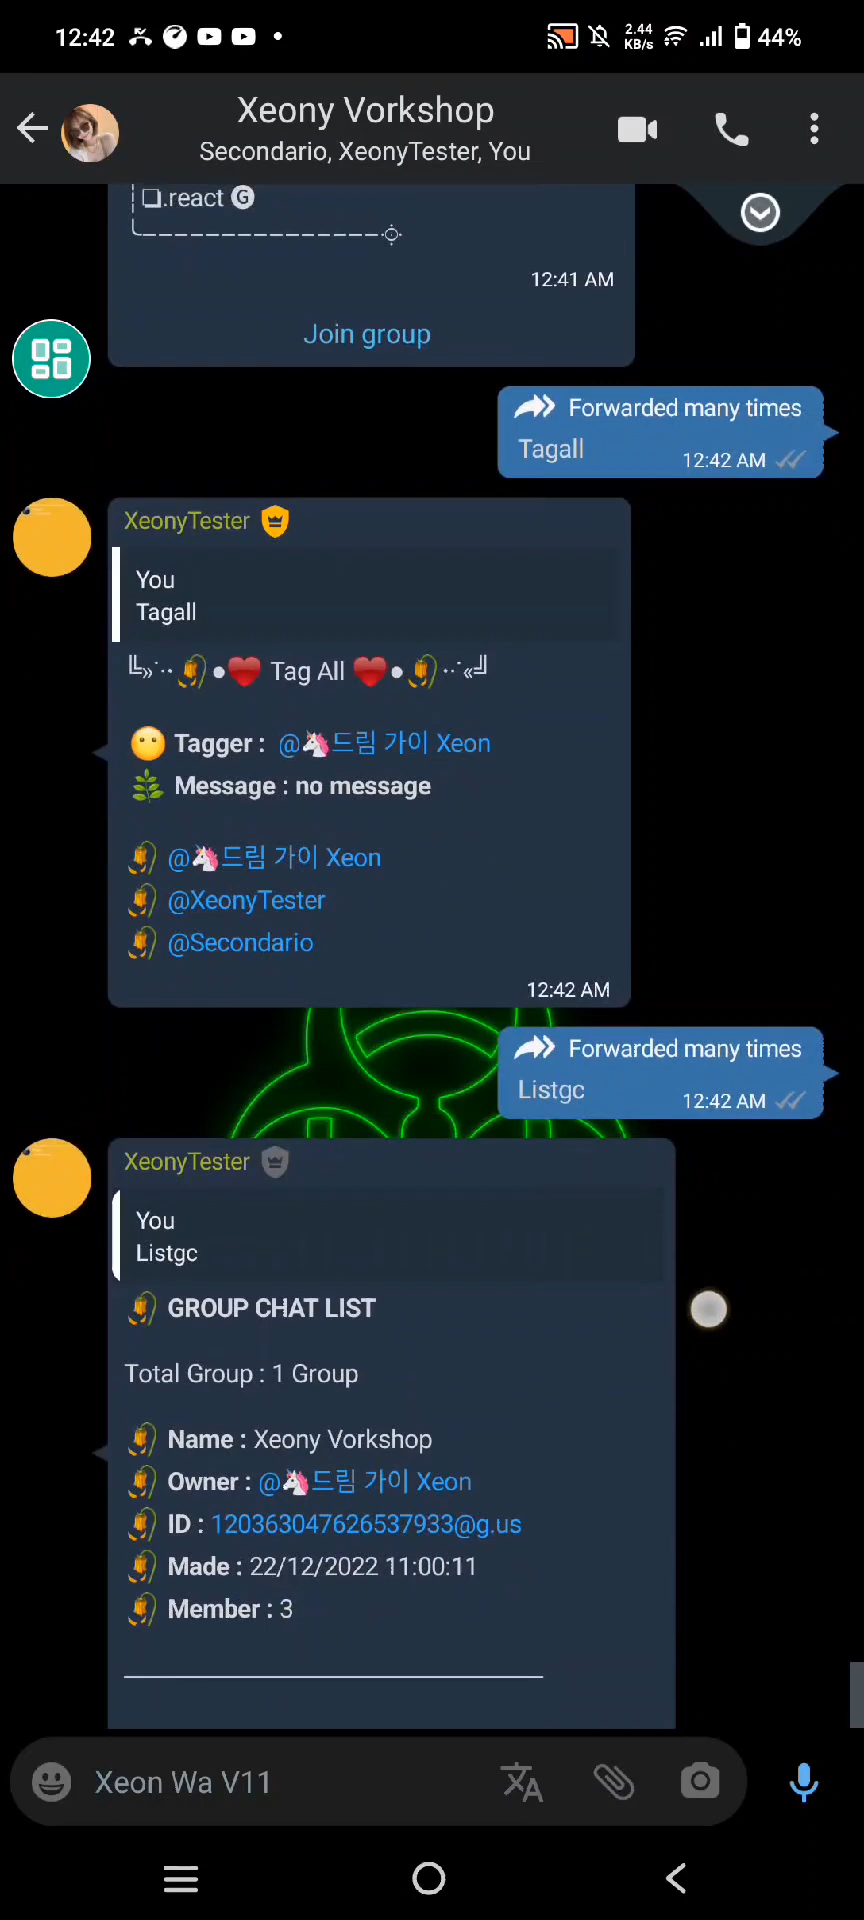 12:42
2.44
KB/s
44%
Xeony Vorkshop
Secondario, XeonyTester, You
❏.react 🅖
╰────────────────
12:41 AM
Join group
Forwarded many times
Tagall
12:42 AM
XeonyTester
You
Tagall
╚»˙·٠🎋●♥ Tag All ♥●🎋٠·˙«╝
😶 Tagger : @🦄드림 가이 Xeon
🌿 Message : no message
🎋 @🦄드림 가이 Xeon
🎋 @XeonyTester
🎋 @Secondario
12:42 AM
Forwarded many times
Listgc
12:42 AM
XeonyTester
You
Listgc
GROUP CHAT LIST
Total Group : 1 Group
Name : Xeony Vorkshop
Owner : @🦄드림 가이 Xeon
ID : 120363047626537933@g.us
Made : 22/12/2022 11:00:11
Member : 3
Xeon Wa V11